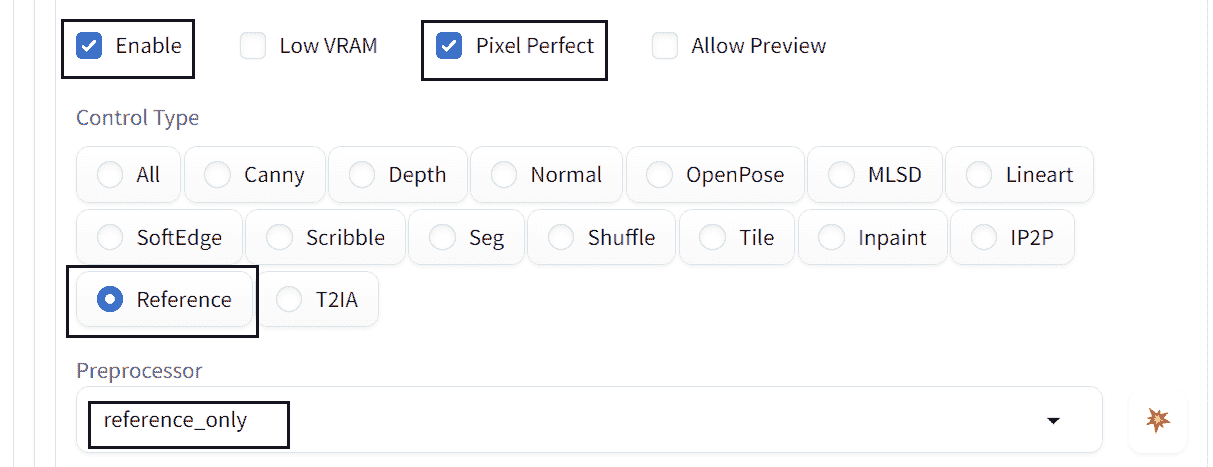 Enable Low VRAM Pixel Perfect Allow Preview
Control Type
All Canny Depth Normal OpenPose MLSD Lineart
SoftEdge Scribble Seg Shuffle Tile Inpaint IP2P
Reference T2IA
Preprocessor
reference_only